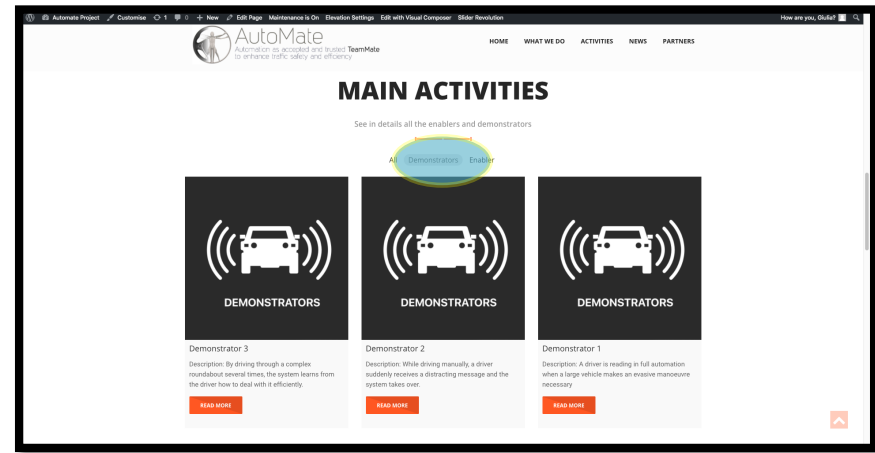 Automate Project Customise 1 0 + New Edit Page Maintenance is On Elevation Settings Edit with Visual Composer Slider Revolution How are you, Giulia?
AutoMate
Automation as accepted and trusted TeamMate
to enhance traffic safety and efficiency
HOME WHAT WE DO ACTIVITIES NEWS PARTNERS
MAIN ACTIVITIES
See in details all the enablers and demonstrators
All Demonstrators Enabler
DEMONSTRATORS DEMONSTRATORS DEMONSTRATORS
Demonstrator 3
Description: By driving through a complex
roundabout several times, the system learns from
the driver how to deal with it efficiently.
READ MORE
Demonstrator 2
Description: While driving manually, a driver
suddenly receives a distracting message and the
system takes over.
READ MORE
Demonstrator 1
Description: A driver is reading in full automation
when a large vehicle makes an evasive manoeuvre
necessary
READ MORE